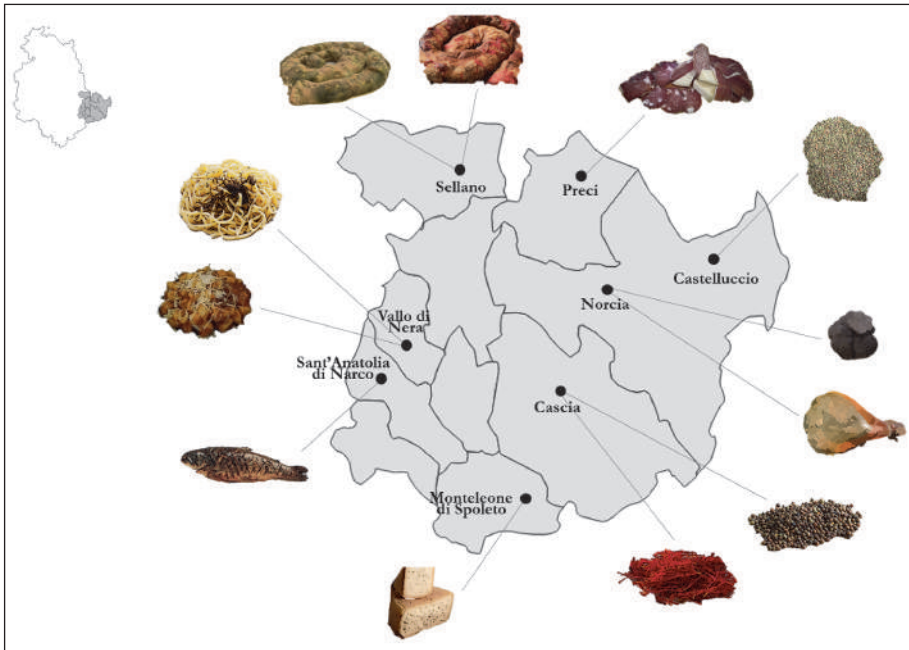 Sellano
Preci
Castelluccio
Norcia
Vallo di
Nera
Sant'Anatolia
di Narco
Cascia
Monteleone
di Spoleto